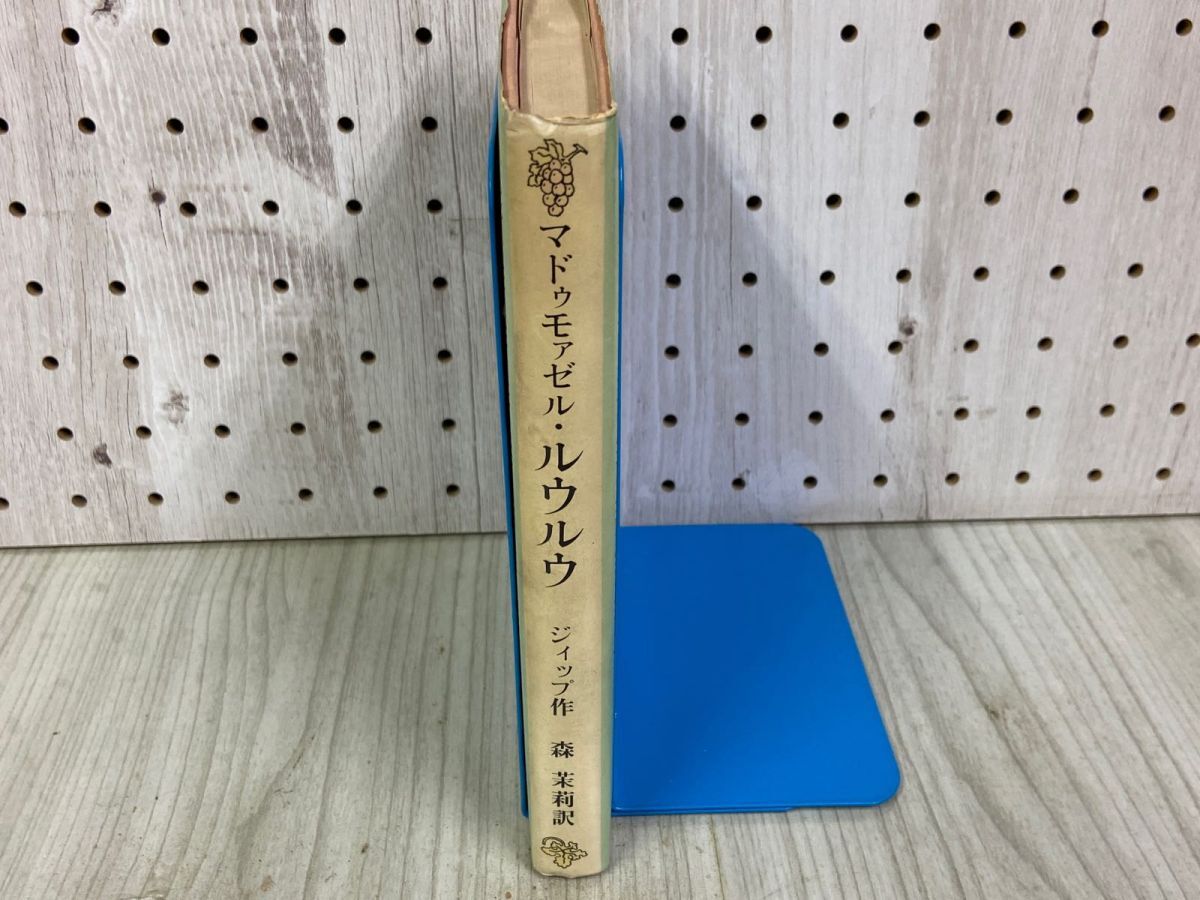 マドゥモァゼル・ルウルウ
ジィップ作
森 茉莉訳